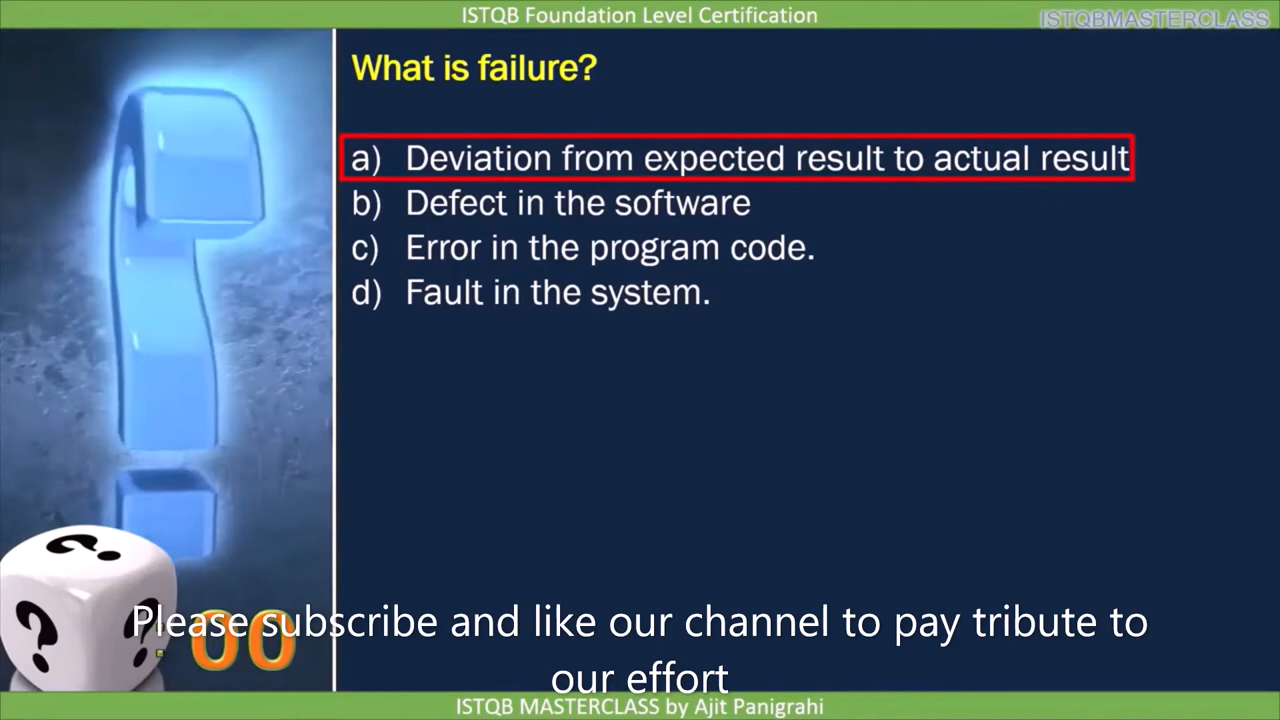 ISTQB Foundation Level Certification
ISTQBMASTERCLASS
What is failure?
a) Deviation from expected result to actual result
b) Defect in the software
c) Error in the program code.
d) Fault in the system.
:00
Please subscribe and like our channel to pay tribute to
our effort
ISTQB MASTERCLASS by Ajit Panigrahi